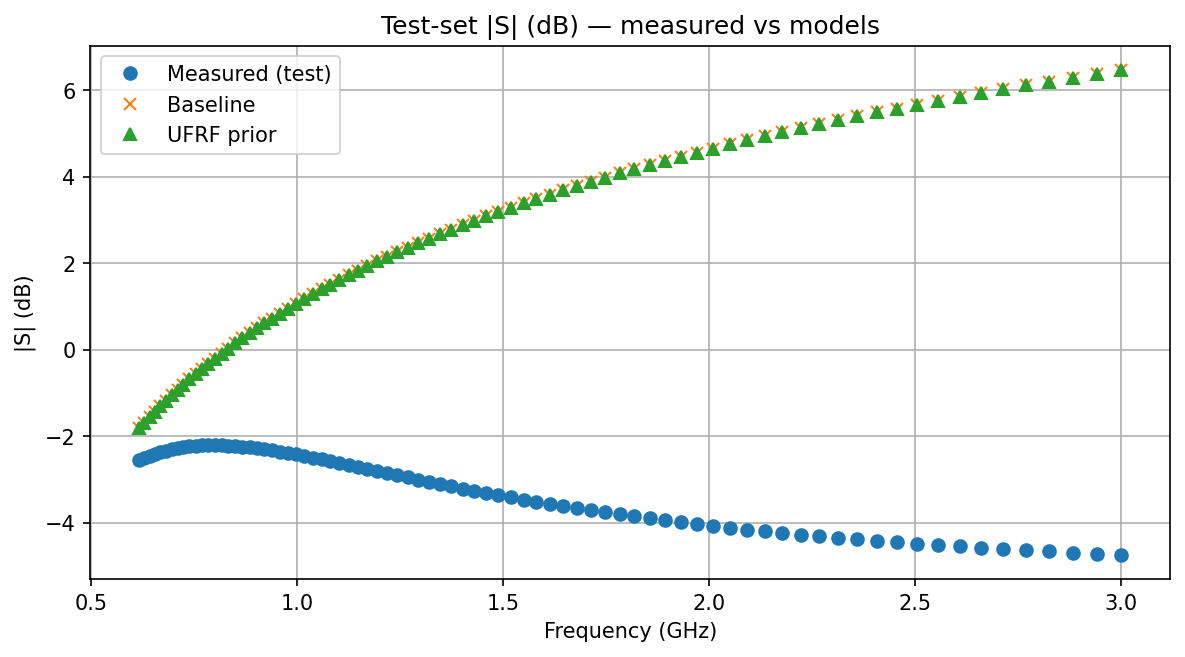 Test-set |S| (dB) — measured vs models
Measured (test)
Baseline
UFRF prior
|S| (dB)
6
4
2
0
−2
−4
0.5 1.0 1.5 2.0 2.5 3.0
Frequency (GHz)